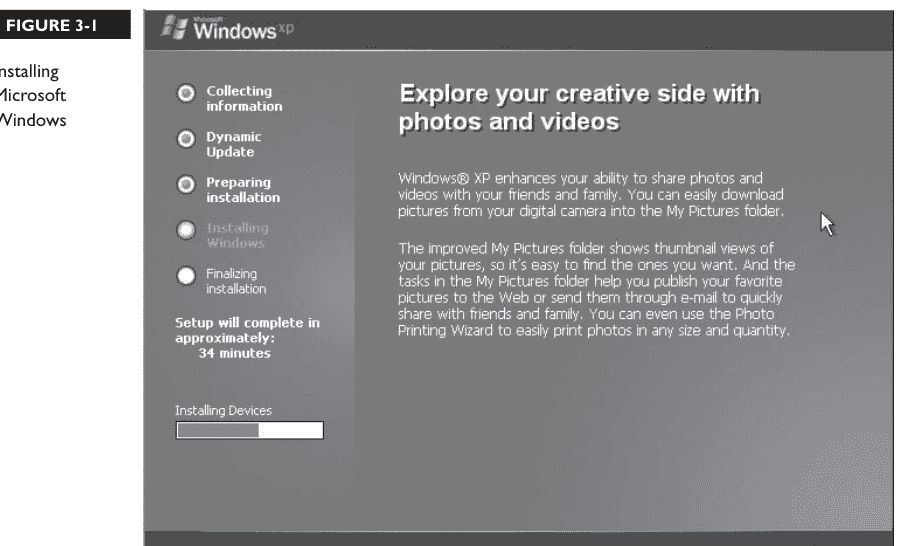 FIGURE 3-1
nstalling
Microsoft
Windows
Microsoft
Windows xp
Collecting
information
Dynamic
Update
Preparing
installation
Installing
Windows
Finalizing
installation
Setup will complete in
approximately:
34 minutes
Installing Devices
Explore your creative side with
photos and videos
Windows® XP enhances your ability to share photos and
videos with your friends and family. You can easily download
pictures from your digital camera into the My Pictures folder.
The improved My Pictures folder shows thumbnail views of
your pictures, so it's easy to find the ones you want. And the
tasks in the My Pictures folder help you publish your favorite
pictures to the Web or send them through e-mail to quickly
share with friends and family. You can even use the Photo
Printing Wizard to easily print photos in any size and quantity.